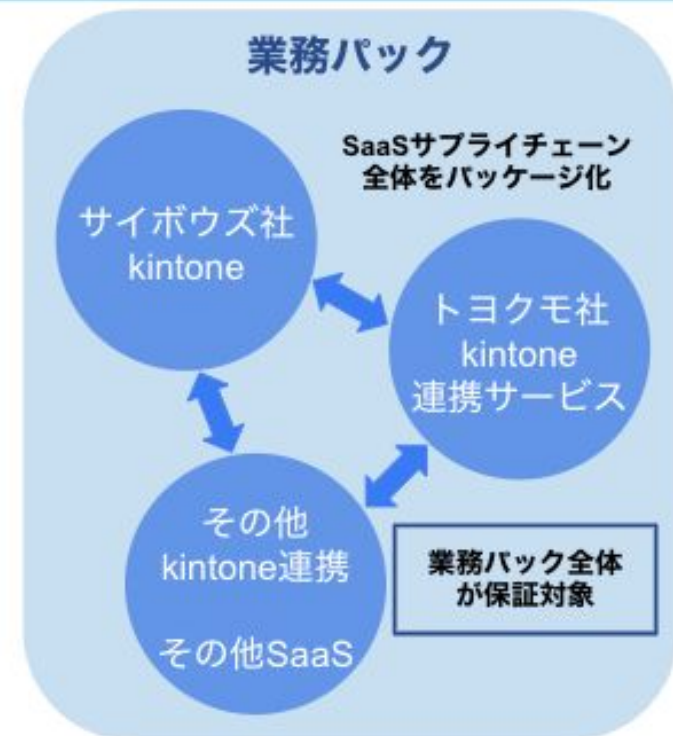 業務パック
SaaSサプライチェーン
全体をパッケージ化
サイボウズ社
kintone
トヨクモ社
kintone
連携サービス
その他
kintone連携
その他SaaS
業務パック全体
が保証対象